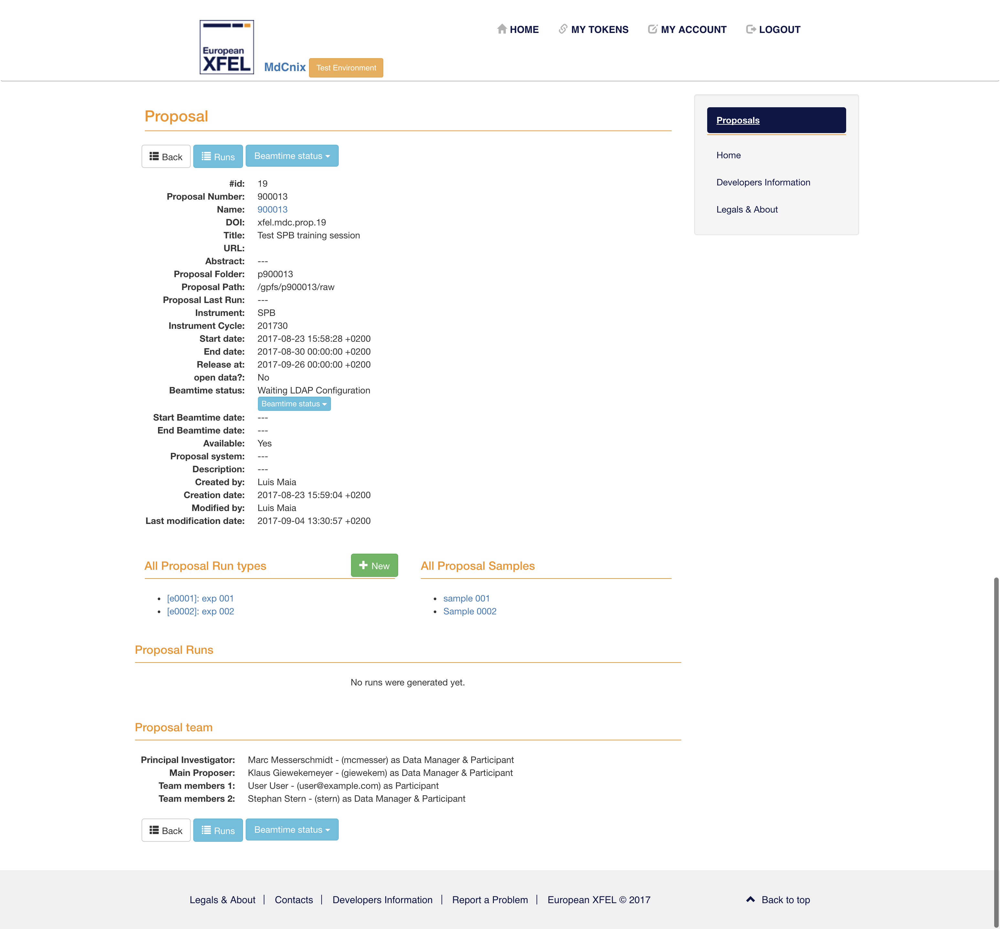 HOME MY TOKENS MY ACCOUNT LOGOUT
European
XFEL
MdCnix Test Environment
Proposal
Back Runs Beamtime status
#id: 19
Proposal Number: 900013
Name: 900013
DOI: xfel.mdc.prop.19
Title: Test SPB training session
URL:
Abstract: ---
Proposal Folder: p900013
Proposal Path: /gpfs/p900013/raw
Proposal Last Run: ---
Instrument: SPB
Instrument Cycle: 201730
Start date: 2017-08-23 15:58:28 +0200
End date: 2017-08-30 00:00:00 +0200
Release at: 2017-09-26 00:00:00 +0200
open data?: No
Beamtime status: Waiting LDAP Configuration
Beamtime status
Start Beamtime date: ---
End Beamtime date: ---
Available: Yes
Proposal system: ---
Description: ---
Created by: Luis Maia
Creation date: 2017-08-23 15:59:04 +0200
Modified by: Luis Maia
Last modification date: 2017-09-04 13:30:57 +0200
Proposals
Home
Developers Information
Legals & About
All Proposal Run types New
[e0001]: exp 001
[e0002]: exp 002
All Proposal Samples
sample 001
Sample 0002
Proposal Runs
No runs were generated yet.
Proposal team
Principal Investigator: Marc Messerschmidt - (mcmesser) as Data Manager & Participant
Main Proposer: Klaus Giewekemeyer - (giewekem) as Data Manager & Participant
Team members 1: User User - (user@example.com) as Participant
Team members 2: Stephan Stern - (stern) as Data Manager & Participant
Back Runs Beamtime status
Legals & About | Contacts | Developers Information | Report a Problem | European XFEL © 2017 Back to top